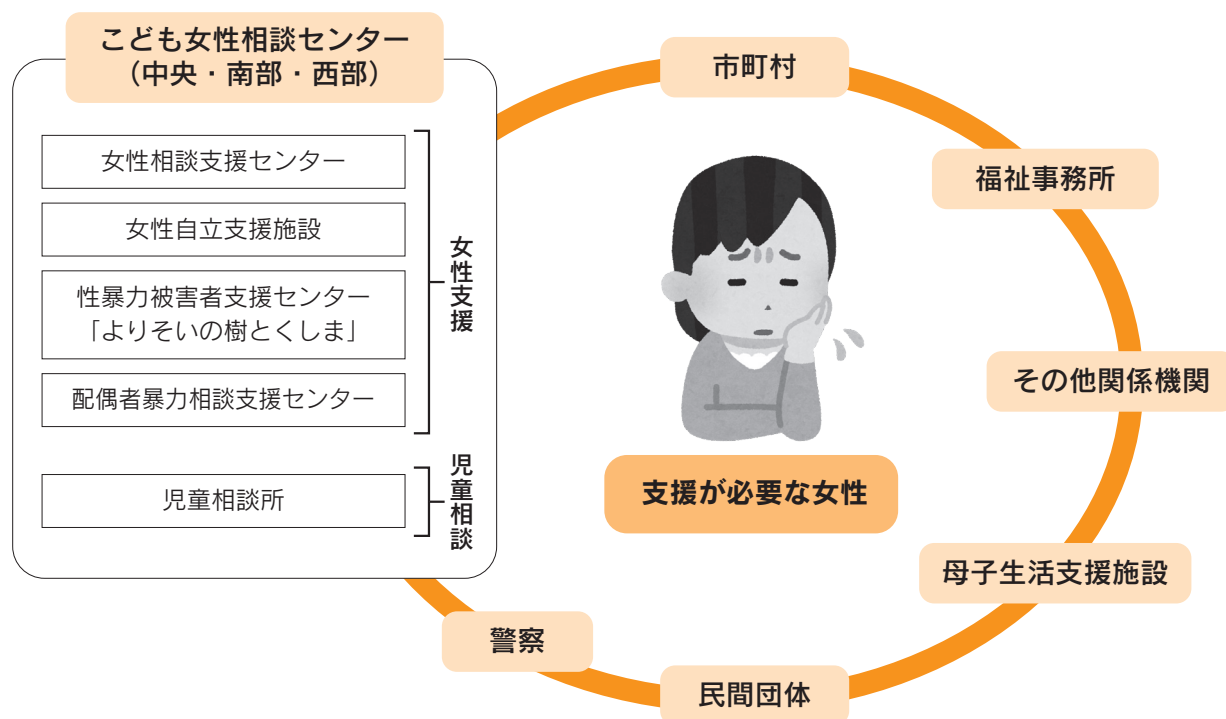 こども女性相談センター
（中央・南部・西部）
女性相談支援センター
女性自立支援施設
性暴力被害者支援センター
「よりそいの樹とくしま」
配偶者暴力相談支援センター
女性支援
児童相談所
児童相談
市町村
福祉事務所
その他関係機関
母子生活支援施設
民間団体
警察
支援が必要な女性